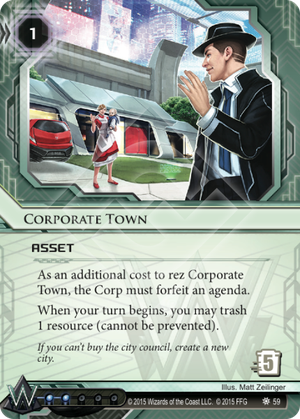 1
CORPORATE TOWN
ASSET
As an additional cost to rez Corporate
Town, the Corp must forfeit an agenda.
When your turn begins, you may trash
1 resource (cannot be prevented).
If you can't buy the city council, create a new
city.
5
Illus. Matt Zeilinger
© 2015 Wizards of the Coast LLC. © 2015 FFG
59